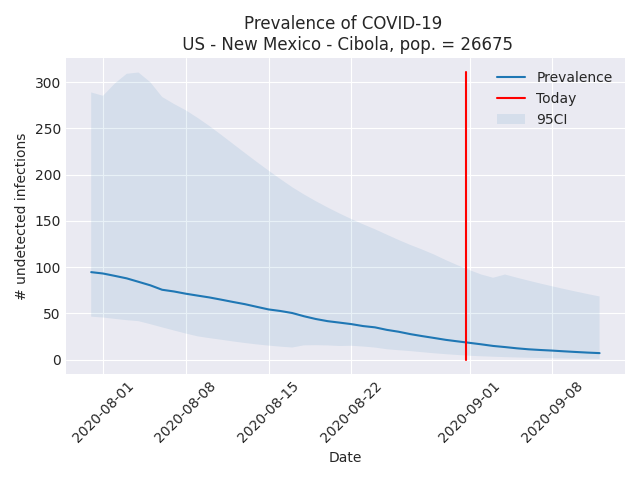 Prevalence of COVID-19
US - New Mexico - Cibola, pop. = 26675
Prevalence
Today
95CI
# undetected infections
300
250
200
150
100
50
0
2020-08-01
2020-08-08
2020-08-15
2020-08-22
2020-09-01
2020-09-08
Date